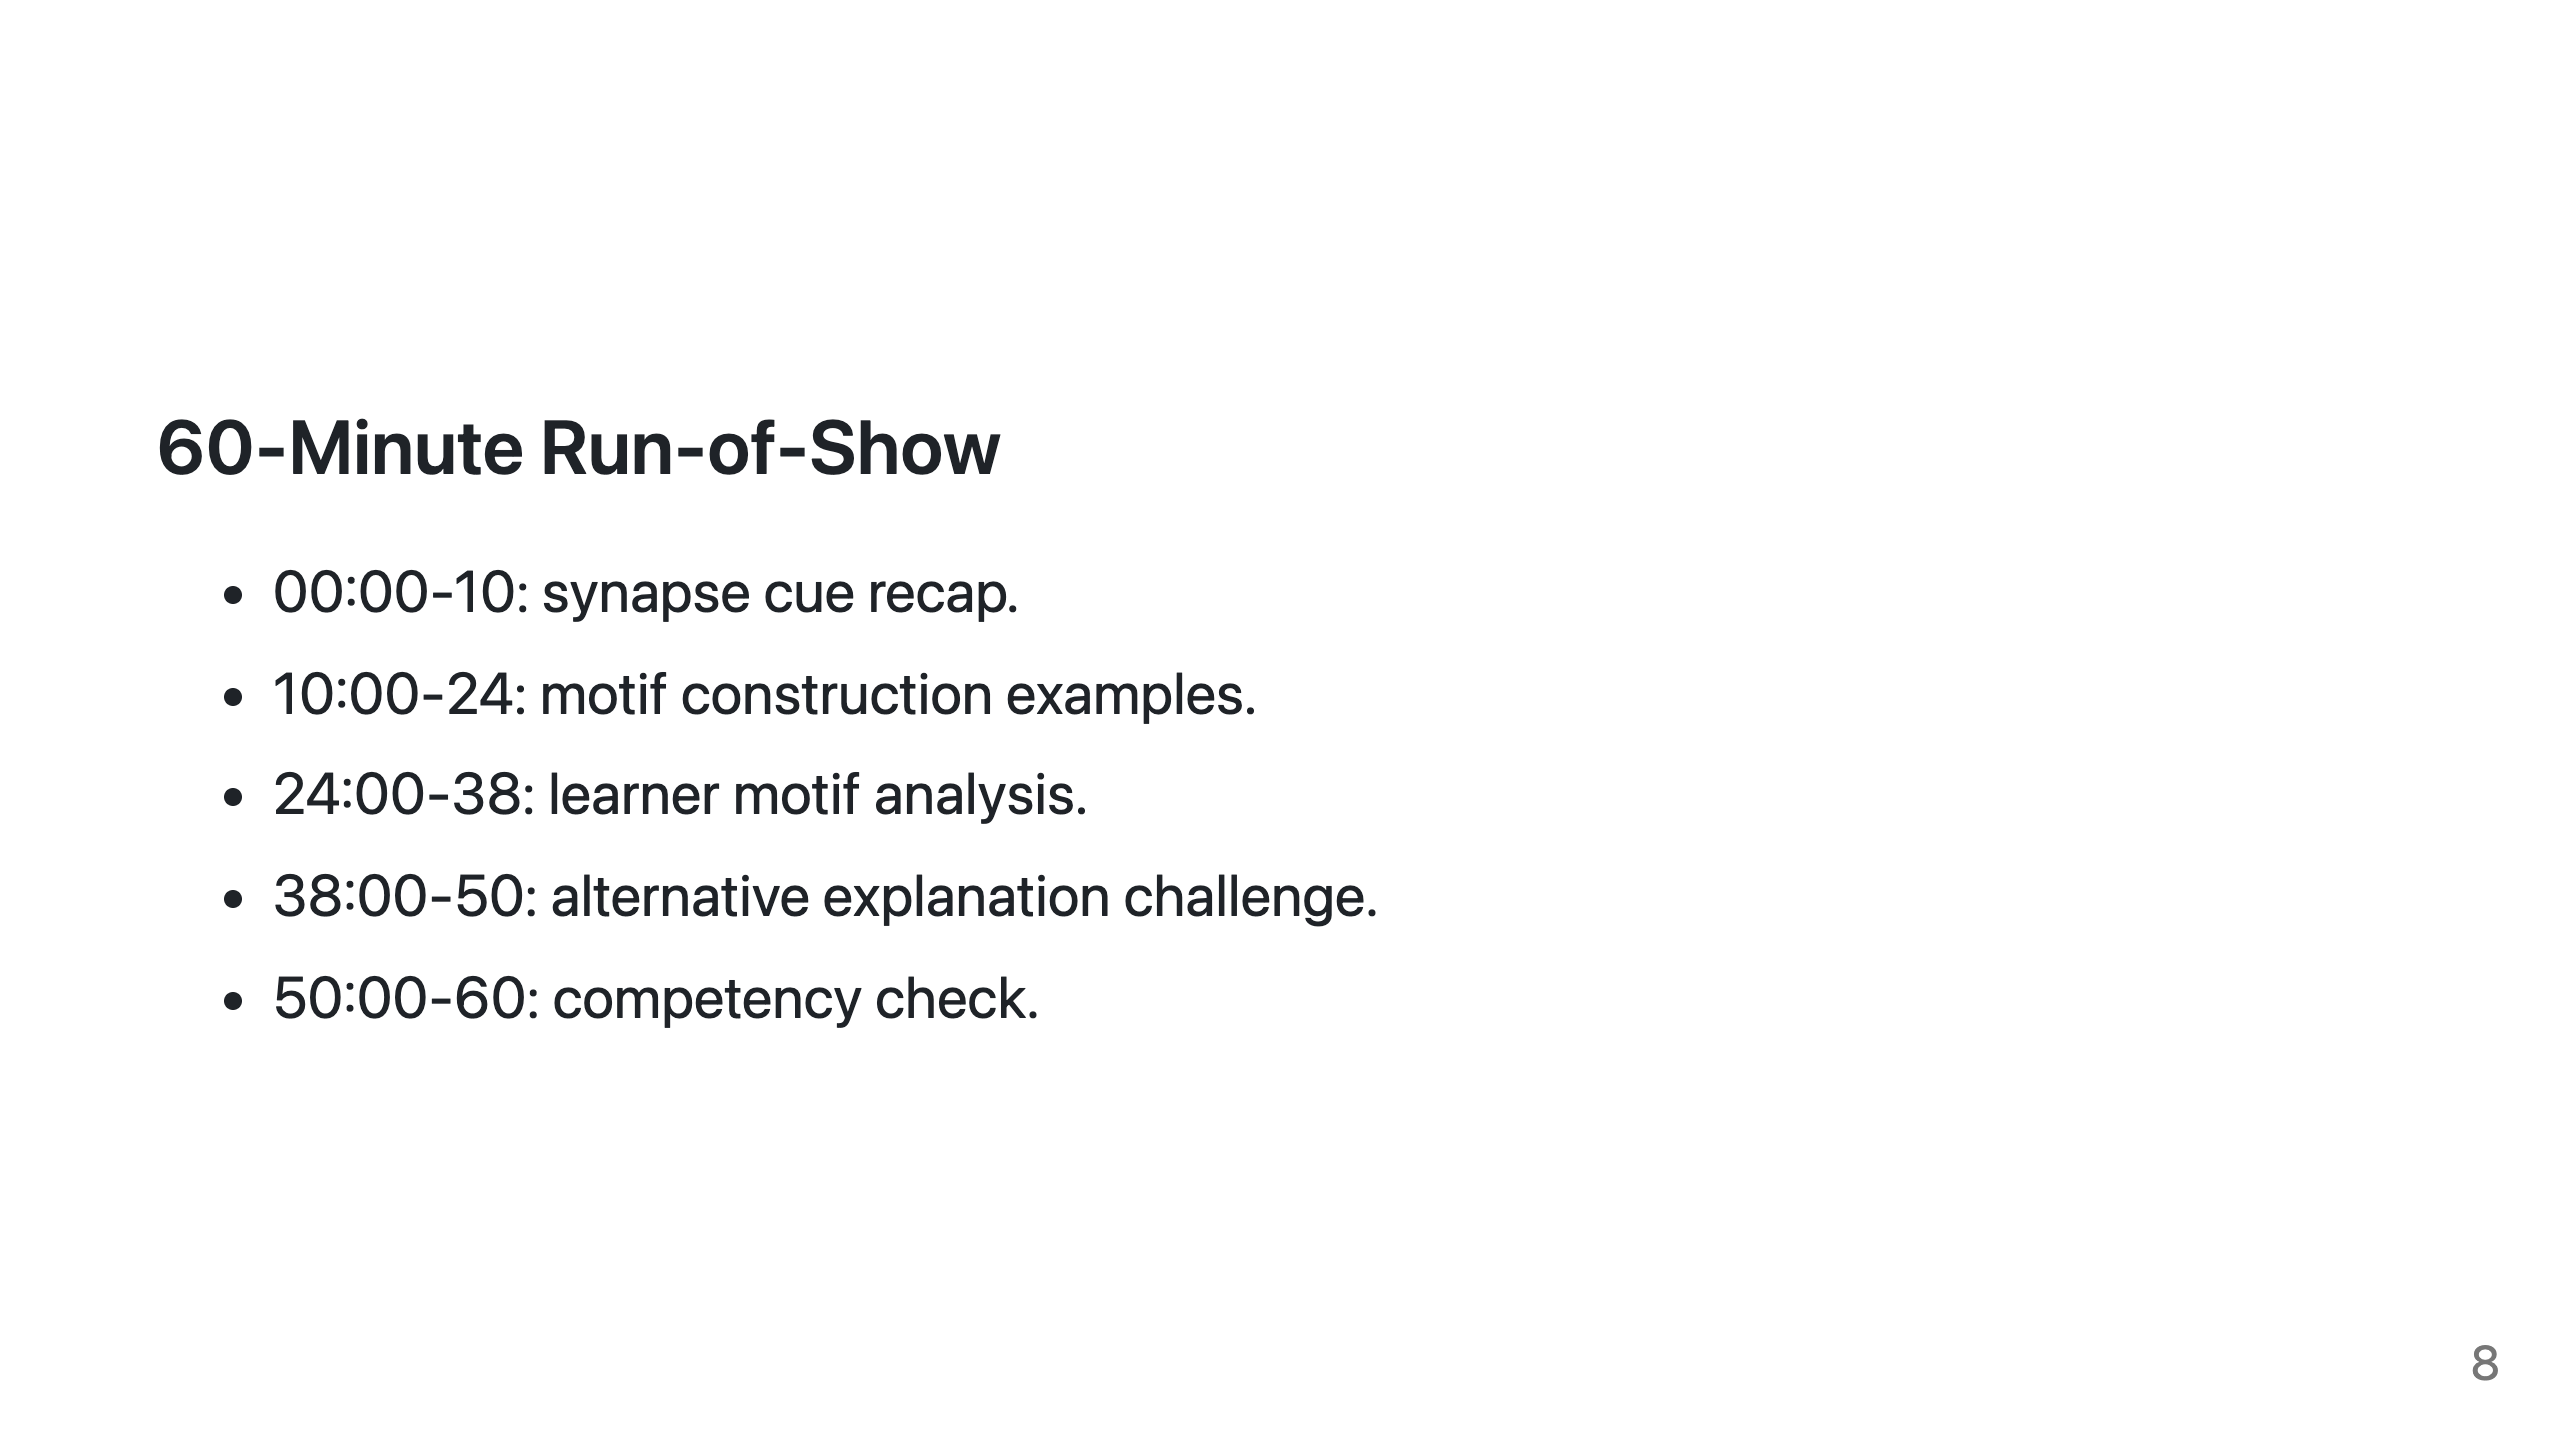 60-Minute Run-of-Show
• 00:00-10: synapse cue recap.
• 10:00-24: motif construction examples.
• 24:00-38: learner motif analysis.
• 38:00-50: alternative explanation challenge.
• 50:00-60: competency check.
8